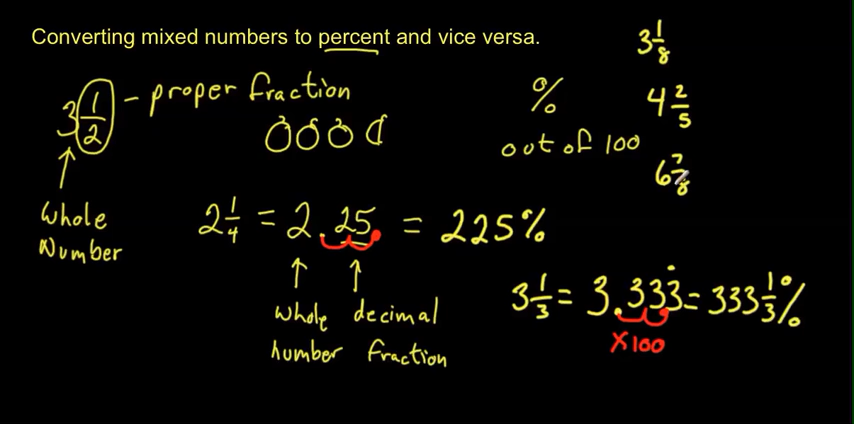 Converting mixed numbers to percent and vice versa.
3 1/8
3 1/2 - proper fraction
%
4 2/5
out of 100
6 7/8
whole
Number
2 1/4 = 2.25 = 225%
3 1/3 = 3.333 = 333 1/3 %
whole decimal
number fraction
x100